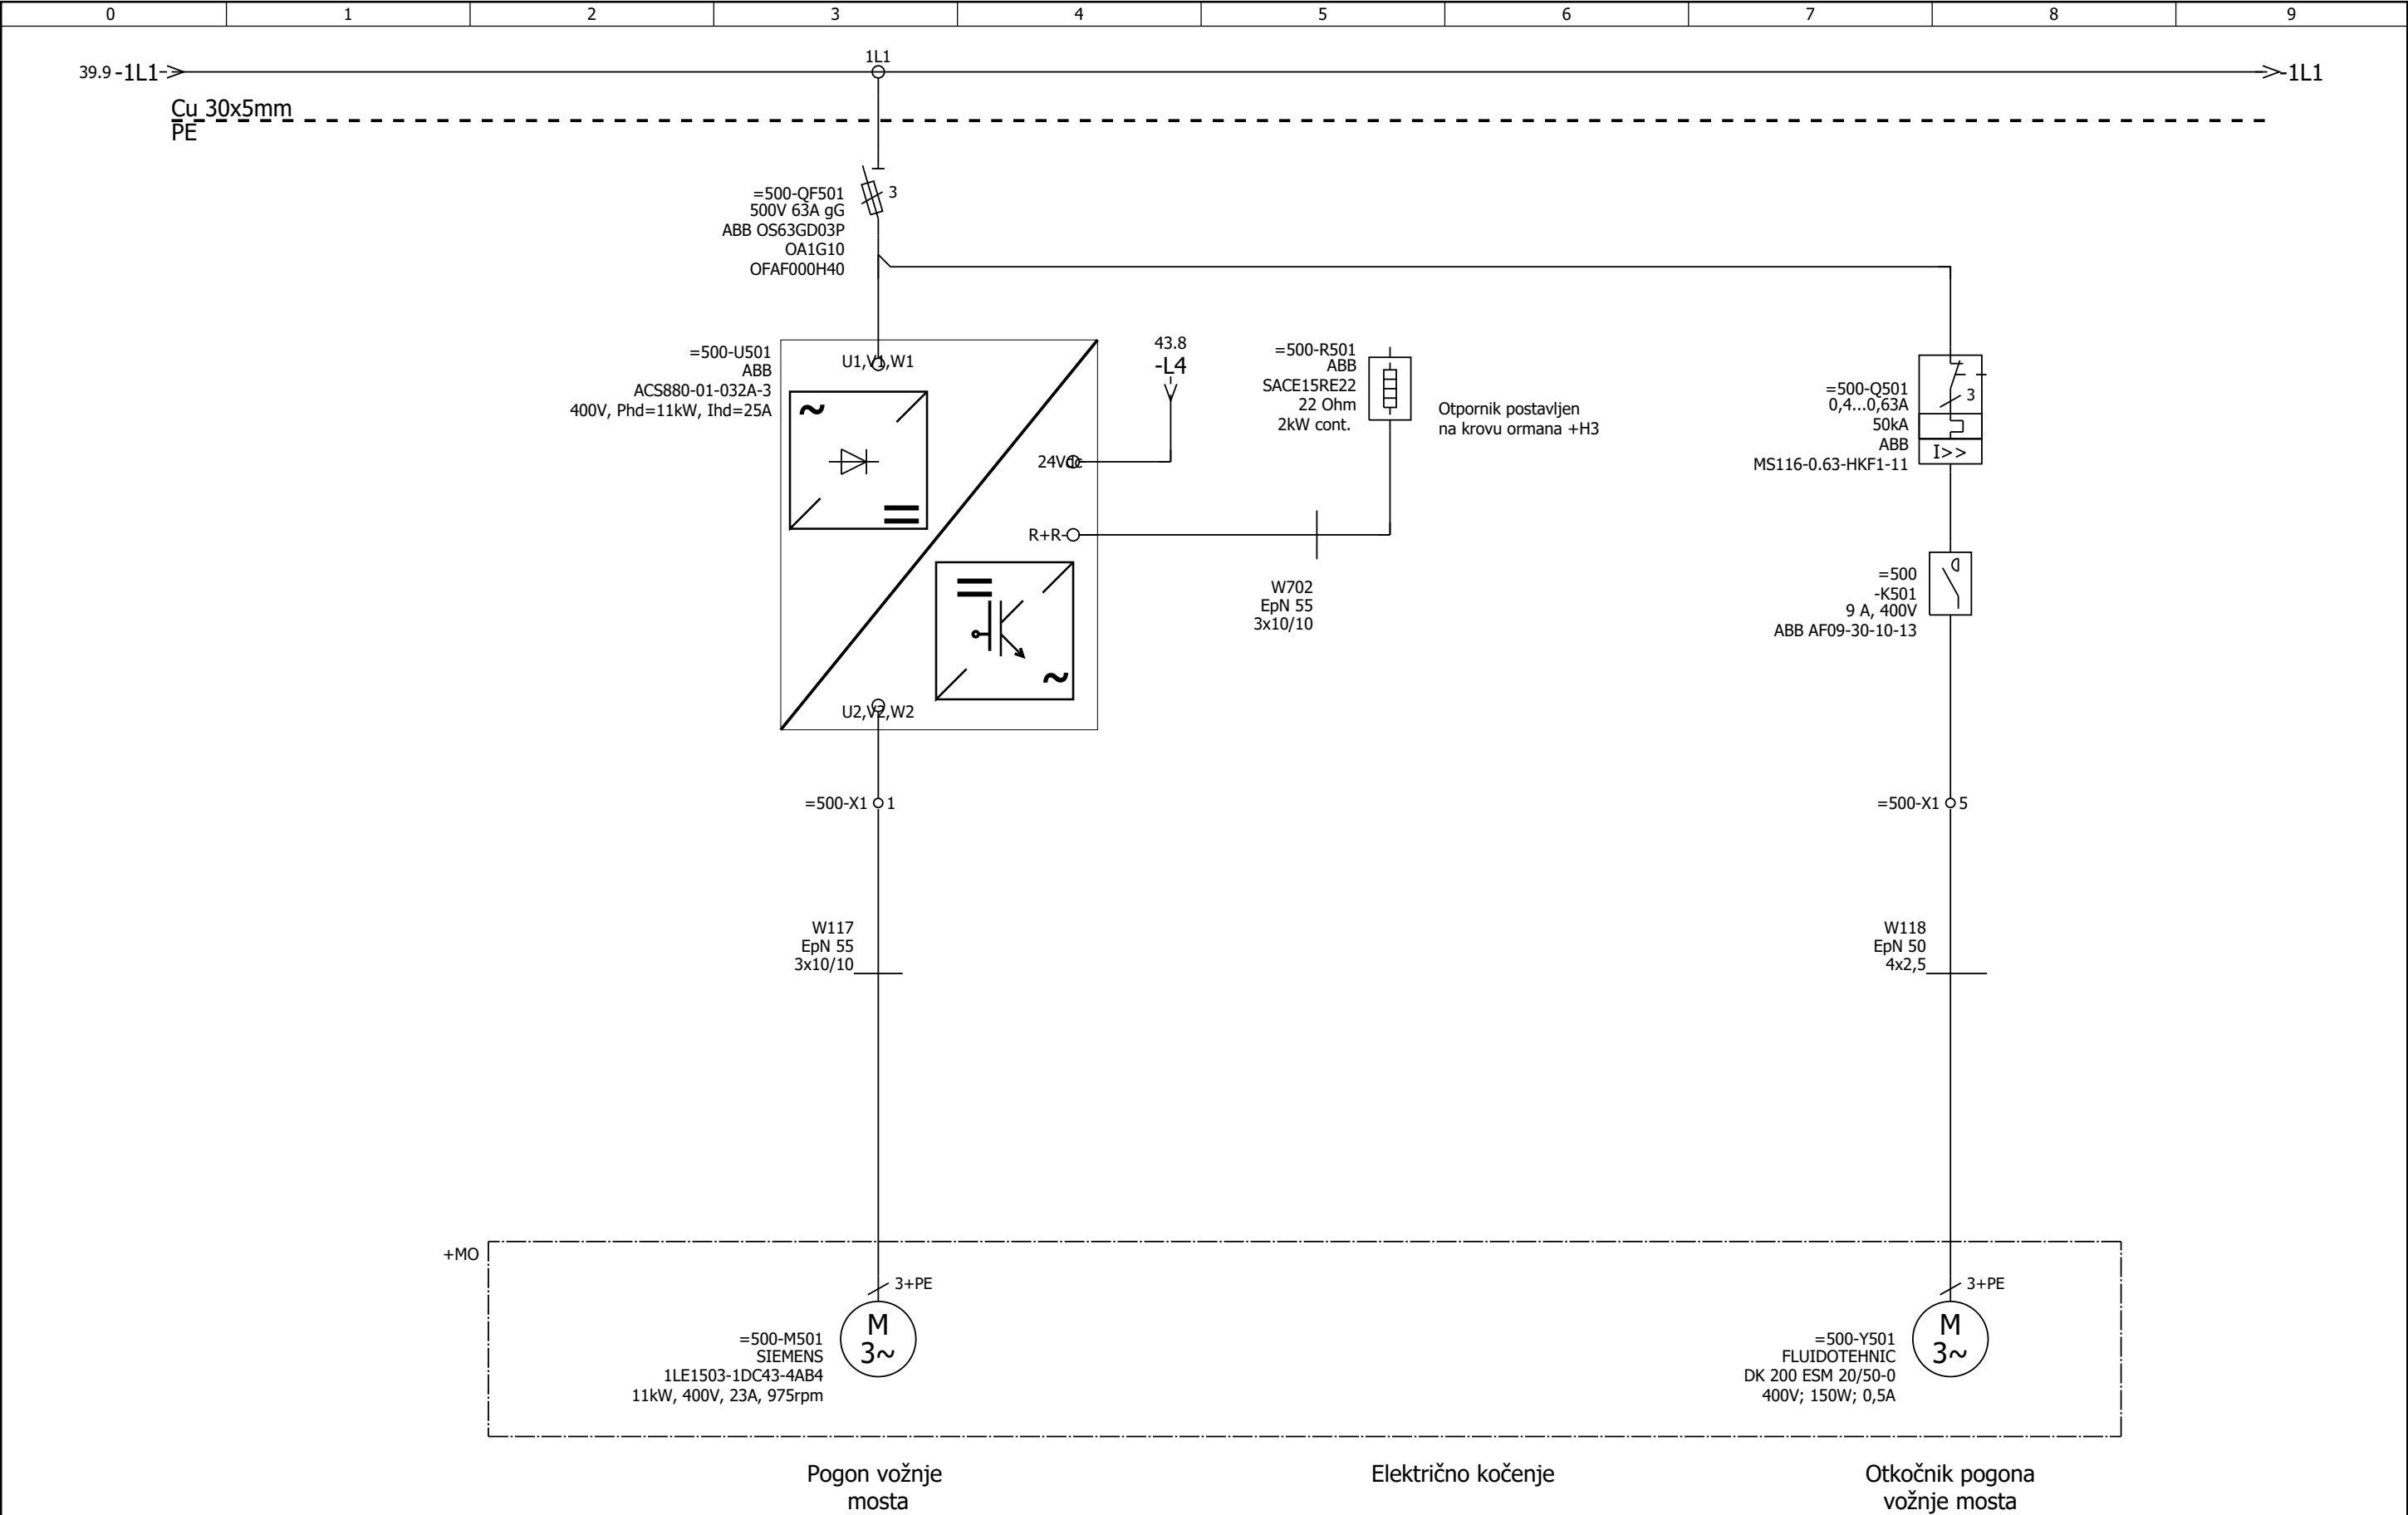 0 1 2 3 4 5 6 7 8 9
1L1
39.9 -1L1
-1L1
Cu 30x5mm
PE
=500-QF501
500V 63A gG
ABB OS63GD03P
OA1G10
OFAF000H40
3
=500-U501
ABB
ACS880-01-032A-3
400V, Phd=11kW, Ihd=25A
U1,V1,W1
24Vdc
R+R-
U2,V2,W2
43.8
-L4
=500-R501
ABB
SACE15RE22
22 Ohm
2kW cont.
Otpornik postavljen
na krovu ormana +H3
W702
EpN 55
3x10/10
=500-Q501
0,4...0,63A
50kA
ABB
MS116-0.63-HKF1-11
3
I>>
=500
-K501
9 A, 400V
ABB AF09-30-10-13
=500-X1 1
=500-X1 5
W117
EpN 55
3x10/10
W118
EpN 50
4x2,5
+MO
3+PE
M
3~
=500-M501
SIEMENS
1LE1503-1DC43-4AB4
11kW, 400V, 23A, 975rpm
3+PE
M
3~
=500-Y501
FLUIDOTEHNIC
DK 200 ESM 20/50-0
400V; 150W; 0,5A
Pogon vožnje
mosta
Električno kočenje
Otkočnik pogona
vožnje mosta